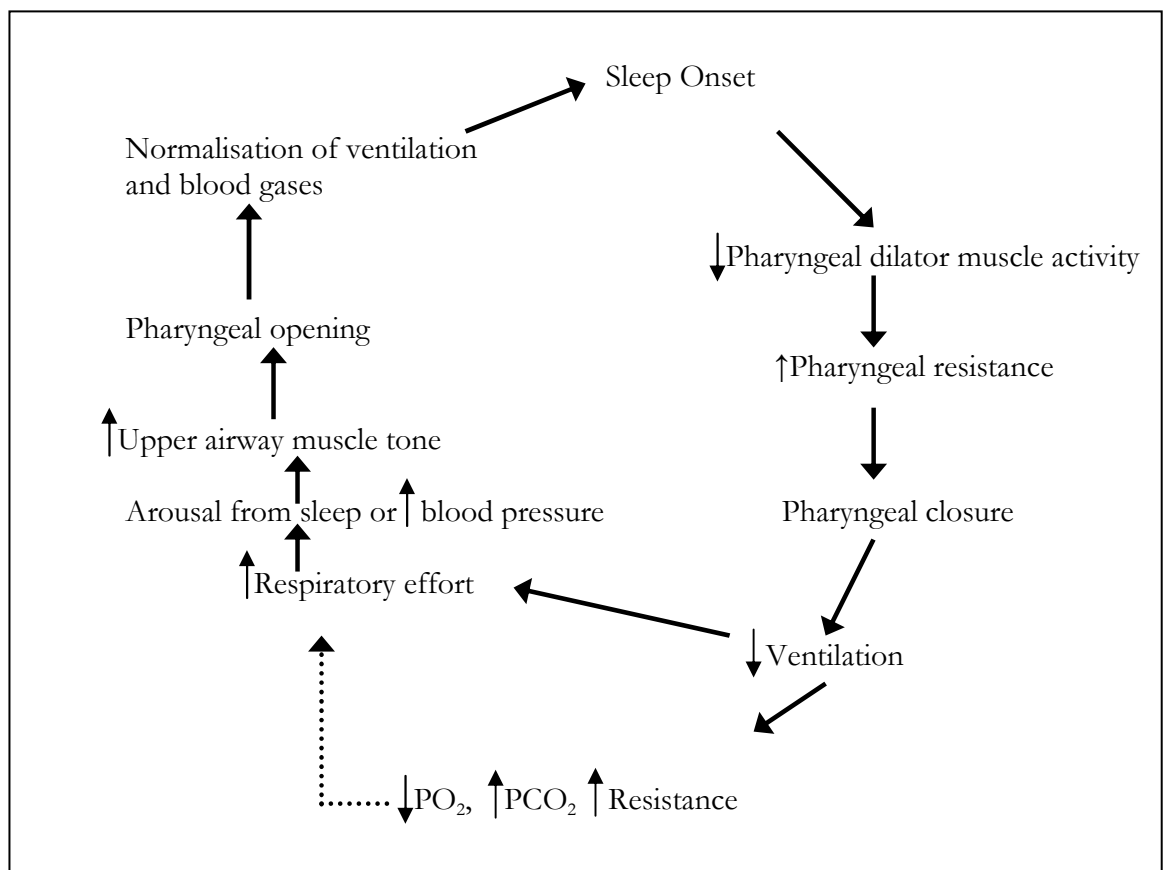 Sleep Onset
↓Pharyngeal dilator muscle activity
↑Pharyngeal resistance
Pharyngeal closure
↓Ventilation
↓PO₂, ↑PCO₂ ↑Resistance
↑Respiratory effort
Arousal from sleep or ↑ blood pressure
↑Upper airway muscle tone
Pharyngeal opening
Normalisation of ventilation
and blood gases